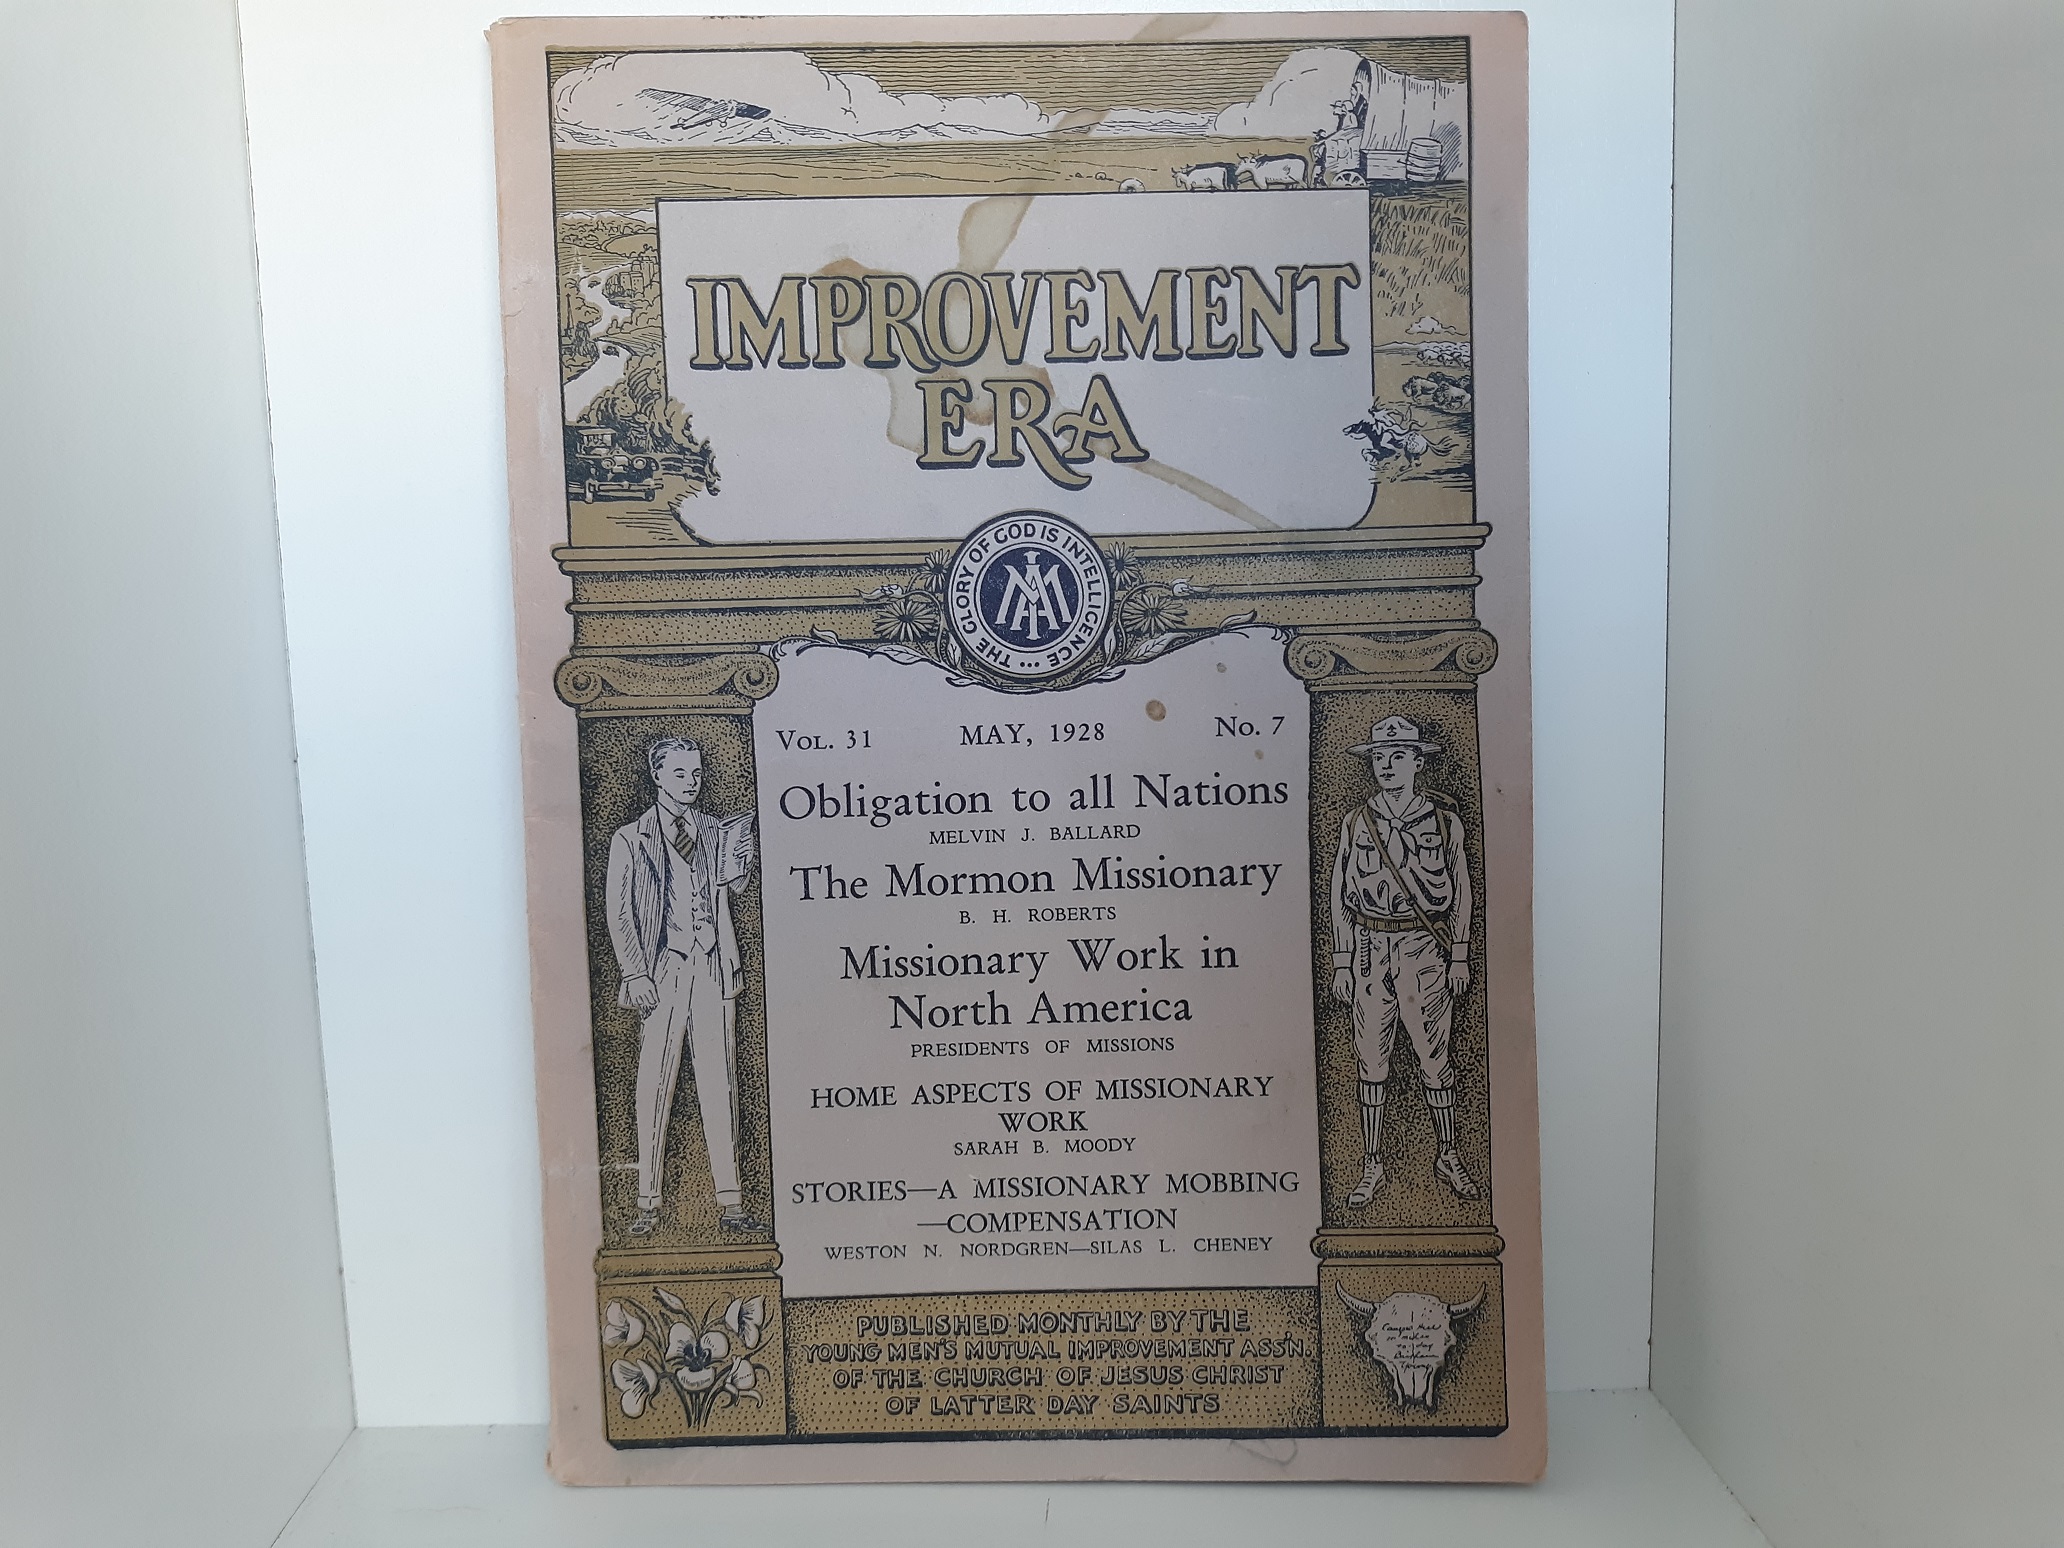 IMPROVEMENT
ERA
THE GLORY OF GOD IS INTELLIGENCE ...
Vol. 31 MAY, 1928 No. 7
Obligation to all Nations
MELVIN J. BALLARD
The Mormon Missionary
B. H. ROBERTS
Missionary Work in
North America
PRESIDENTS OF MISSIONS
HOME ASPECTS OF MISSIONARY
WORK
SARAH B. MOODY
STORIES—A MISSIONARY MOBBING
—COMPENSATION
WESTON N. NORDGREN—SILAS L. CHENEY
PUBLISHED MONTHLY BY THE
YOUNG MEN'S MUTUAL IMPROVEMENT ASS'N.
OF THE CHURCH OF JESUS CHRIST
OF LATTER DAY SAINTS
Brigham
Young